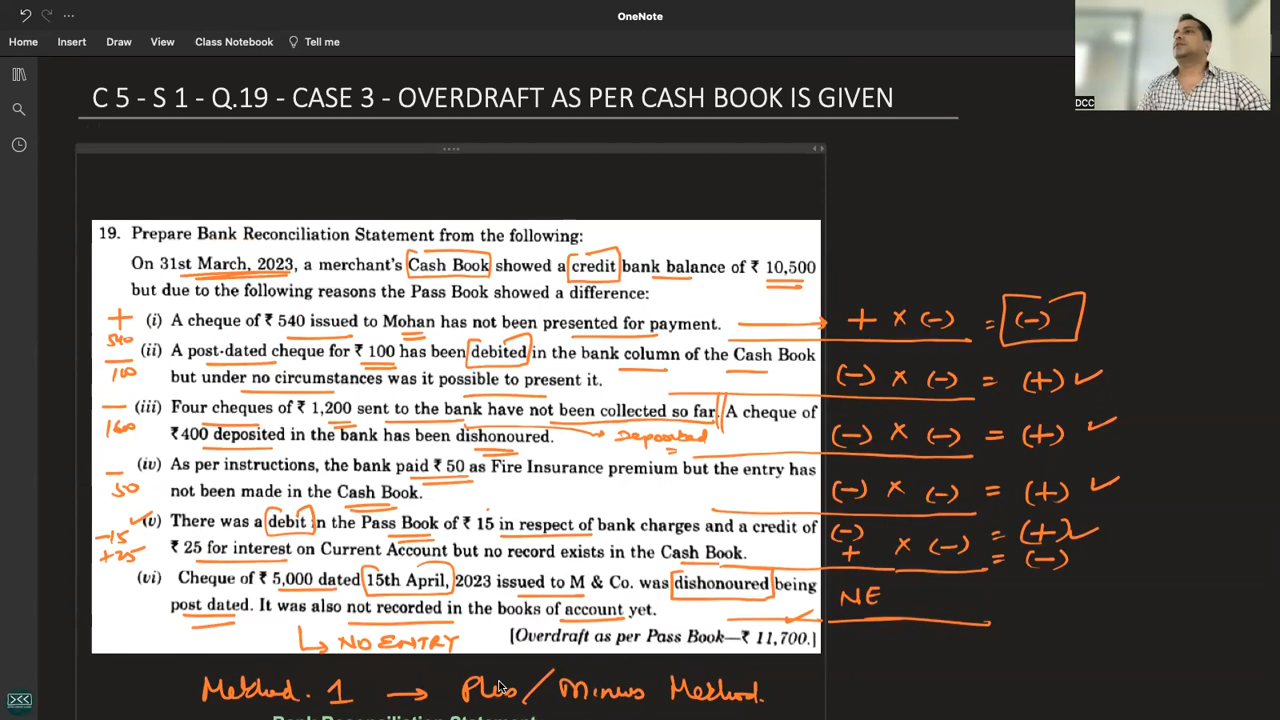 OneNote
Home Insert Draw View Class Notebook Tell me
DCC
C 5 - S 1 - Q.19 - CASE 3 - OVERDRAFT AS PER CASH BOOK IS GIVEN
19. Prepare Bank Reconciliation Statement from the following:
On 31st March, 2023, a merchant's Cash Book showed a credit bank balance of ₹ 10,500
but due to the following reasons the Pass Book showed a difference:
+ (i) A cheque of ₹ 540 issued to Mohan has not been presented for payment. + × (-) = (-)
540
- (ii) A post-dated cheque for ₹ 100 has been debited in the bank column of the Cash Book
100 but under no circumstances was it possible to present it. (-) × (-) = (+) ✓
- (iii) Four cheques of ₹ 1,200 sent to the bank have not been collected so far. A cheque of
1600 ₹400 deposited in the bank has been dishonoured. Deposited (-) × (-) = (+) ✓
- (iv) As per instructions, the bank paid ₹ 50 as Fire Insurance premium but the entry has
50 not been made in the Cash Book. (-) × (-) = (+) ✓
(v) There was a debit in the Pass Book of ₹ 15 in respect of bank charges and a credit of (-) = (+) ✓
-15
+25 ₹ 25 for interest on Current Account but no record exists in the Cash Book. + × (-) = (-)
(vi) Cheque of ₹ 5,000 dated 15th April, 2023 issued to M & Co. was dishonoured being
post dated. It was also not recorded in the books of account yet. NE
NO ENTRY [Overdraft as per Pass Book—₹ 11,700.]
Method. 1 → Plus/Minus Method.
Bank Reconciliation Statement